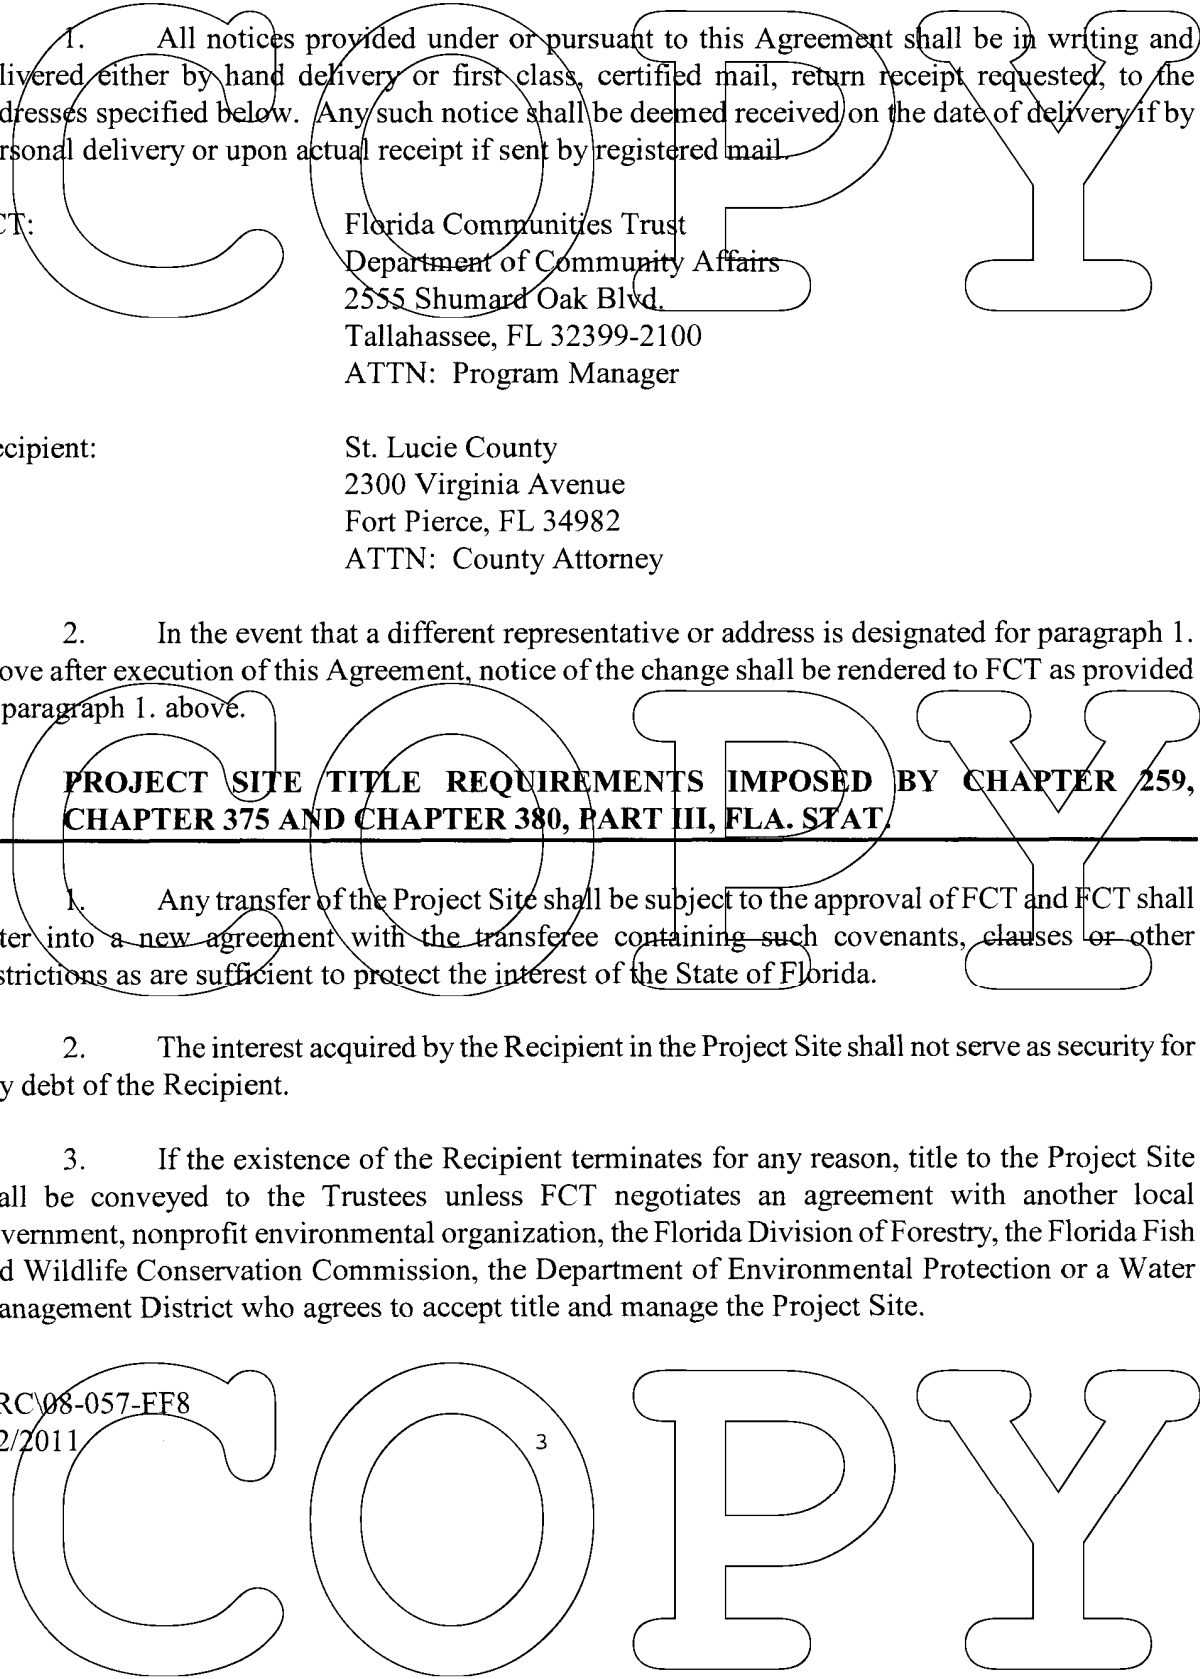 1. All notices provided under or pursuant to this Agreement shall be in writing and
livered either by hand delivery or first class, certified mail, return receipt requested, to the
dresses specified below. Any such notice shall be deemed received on the date of delivery if by
rsonal delivery or upon actual receipt if sent by registered mail.
CT: Florida Communities Trust
Department of Community Affairs
2555 Shumard Oak Blvd.
Tallahassee, FL 32399-2100
ATTN: Program Manager
ecipient: St. Lucie County
2300 Virginia Avenue
Fort Pierce, FL 34982
ATTN: County Attorney
2. In the event that a different representative or address is designated for paragraph 1.
ove after execution of this Agreement, notice of the change shall be rendered to FCT as provided
paragraph 1. above.
PROJECT SITE TITLE REQUIREMENTS IMPOSED BY CHAPTER 259,
CHAPTER 375 AND CHAPTER 380, PART III, FLA. STAT.
1. Any transfer of the Project Site shall be subject to the approval of FCT and FCT shall
ter into a new agreement with the transferee containing such covenants, clauses or other
strictions as are sufficient to protect the interest of the State of Florida.
2. The interest acquired by the Recipient in the Project Site shall not serve as security for
y debt of the Recipient.
3. If the existence of the Recipient terminates for any reason, title to the Project Site
all be conveyed to the Trustees unless FCT negotiates an agreement with another local
vernment, nonprofit environmental organization, the Florida Division of Forestry, the Florida Fish
d Wildlife Conservation Commission, the Department of Environmental Protection or a Water
anagement District who agrees to accept title and manage the Project Site.
RC\08-057-FF8
2/2011
3
COPY
COPY
COPY